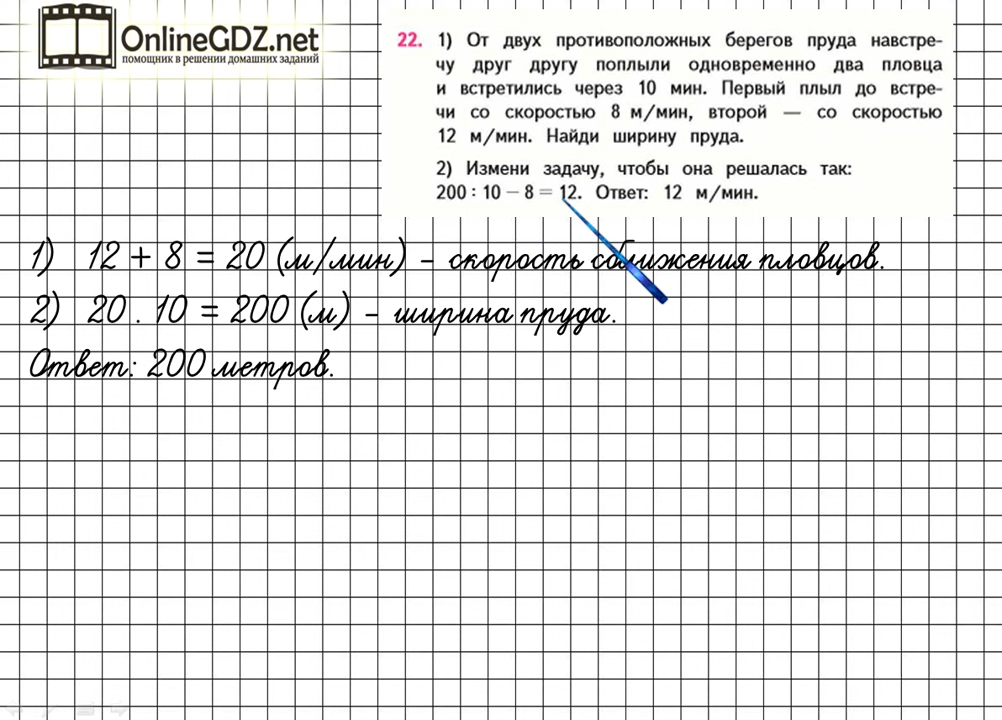 OnlineGDZ.net
помощник в решении домашних заданий
22. 1) От двух противоположных берегов пруда навстре-
чу друг другу поплыли одновременно два пловца
и встретились через 10 мин. Первый плыл до встре-
чи со скоростью 8 м/мин, второй — со скоростью
12 м/мин. Найди ширину пруда.
2) Измени задачу, чтобы она решалась так:
200 : 10 − 8 = 12. Ответ: 12 м/мин.
1) 12 + 8 = 20 (м/мин) - скорость сближения пловцов.
2) 20 . 10 = 200 (м) - ширина пруда.
Ответ: 200 метров.